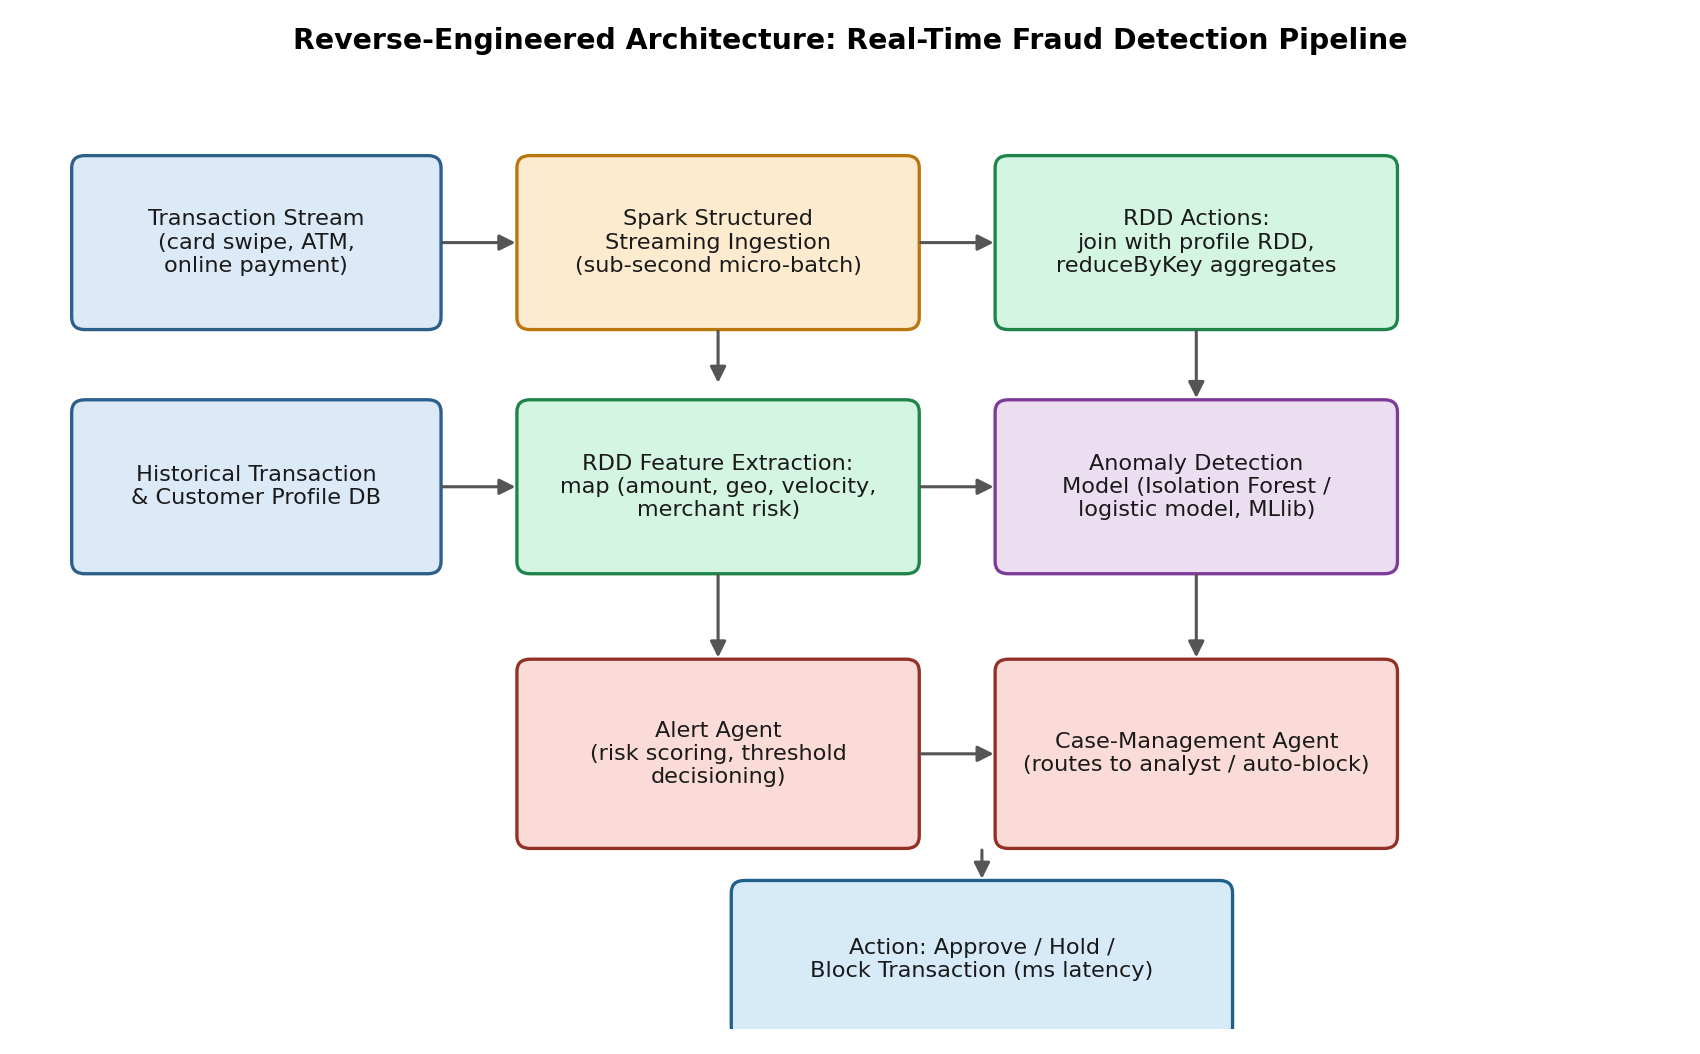 Reverse-Engineered Architecture: Real-Time Fraud Detection Pipeline
Transaction Stream
(card swipe, ATM,
online payment)
Spark Structured
Streaming Ingestion
(sub-second micro-batch)
RDD Actions:
join with profile RDD,
reduceByKey aggregates
Historical Transaction
& Customer Profile DB
RDD Feature Extraction:
map (amount, geo, velocity,
merchant risk)
Anomaly Detection
Model (Isolation Forest /
logistic model, MLlib)
Alert Agent
(risk scoring, threshold
decisioning)
Case-Management Agent
(routes to analyst / auto-block)
Action: Approve / Hold /
Block Transaction (ms latency)